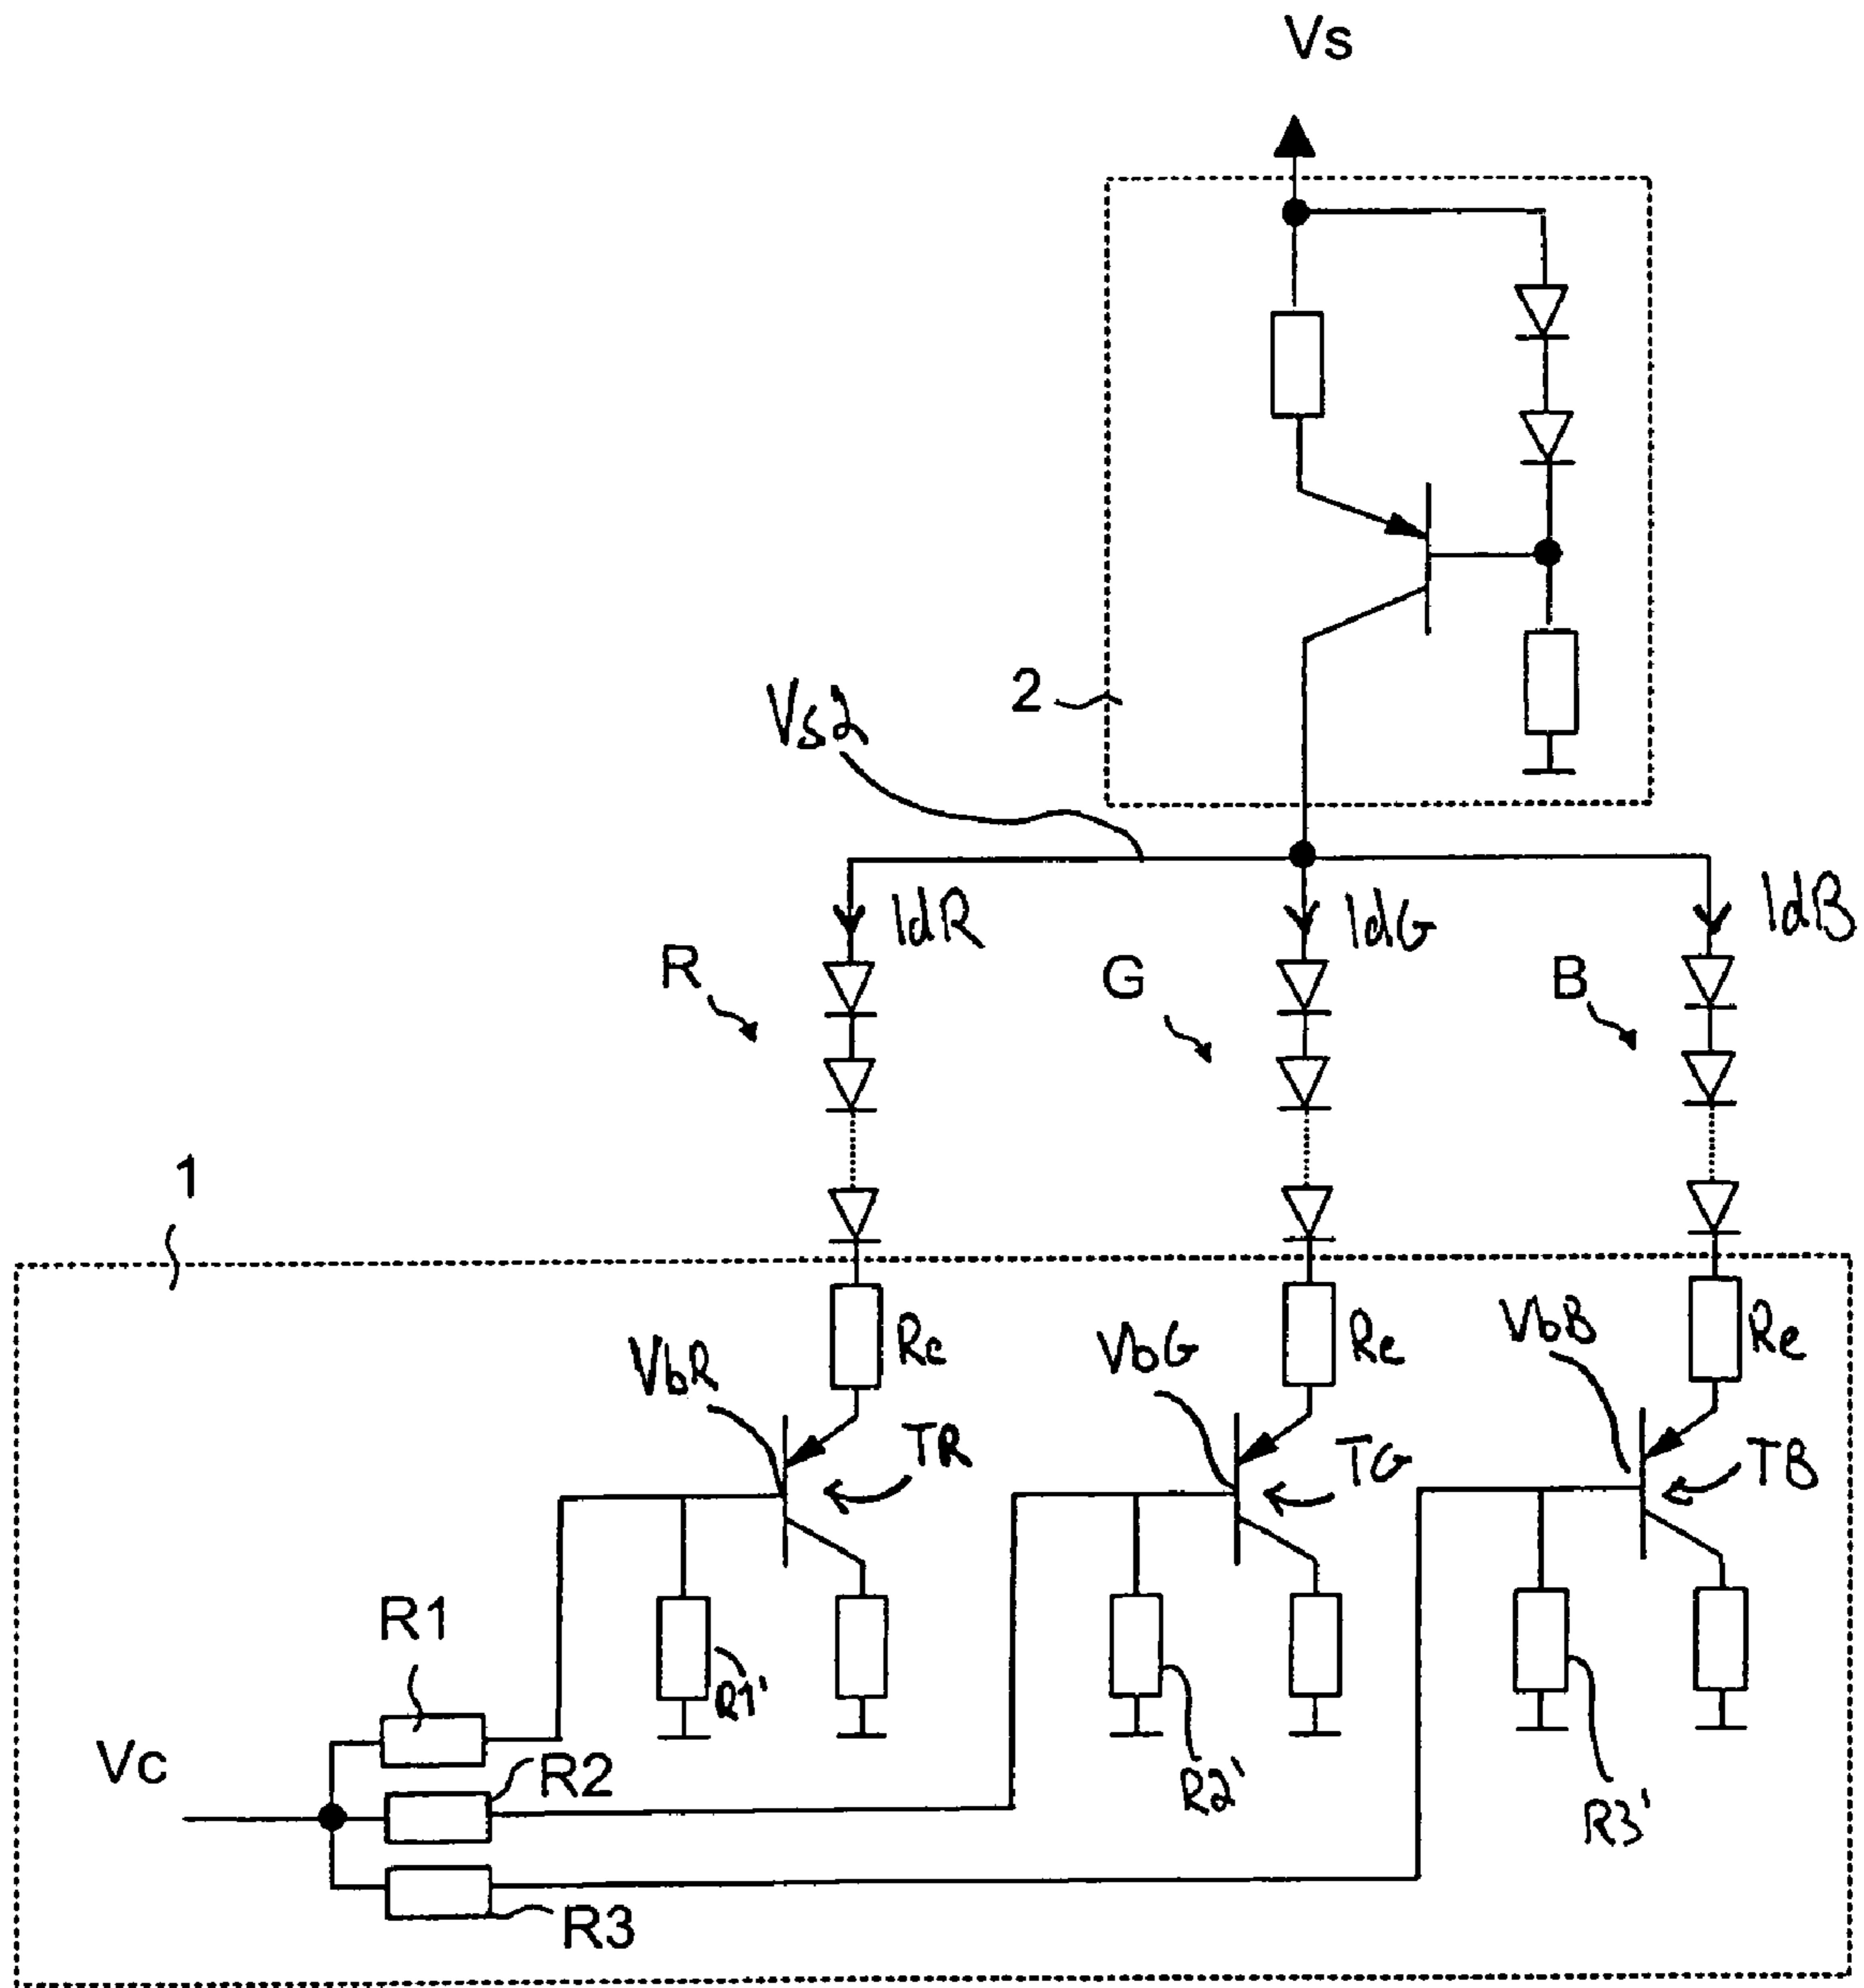 Vs
2
Vs2
IdR
IdG
IdB
R
G
B
1
Re
Re
Re
VbR
VbG
VbB
TR
TG
TB
R1
R1'
Vc
R2
R2'
R3'
R3